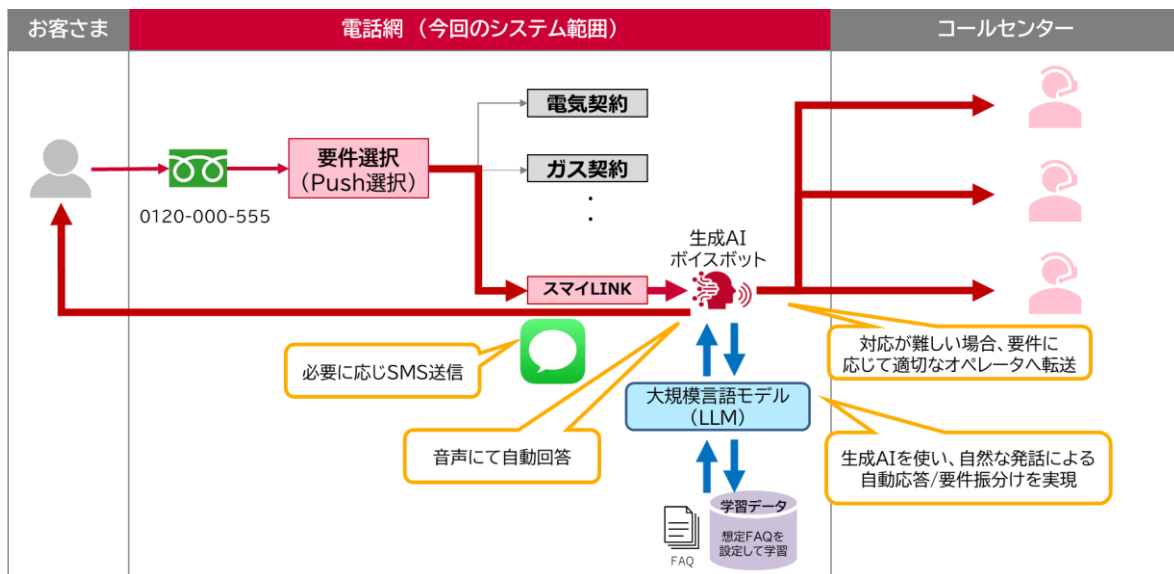 お客さま
電話網 （今回のシステム範囲）
コールセンター
電気契約
要件選択
（Push選択）
ガス契約
・
・
0120-000-555
生成AI
ボイスボット
スマイLINK
必要に応じSMS送信
対応が難しい場合、要件に
応じて適切なオペレータへ転送
大規模言語モデル
（LLM）
音声にて自動回答
生成AIを使い、自然な発話による
自動応答/要件振分けを実現
学習データ
想定FAQを
設定して学習
FAQ